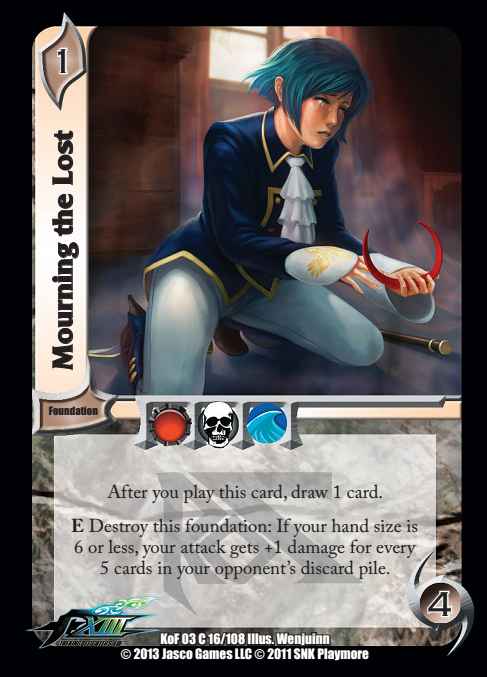 1
Mourning the Lost
Foundation
After you play this card, draw 1 card.
E Destroy this foundation: If your hand size is
6 or less, your attack gets +1 damage for every
5 cards in your opponent's discard pile.
4
XIII
KoF 03 C 16/108 Illus. Wenjuinn
© 2013 Jasco Games LLC © 2011 SNK Playmore